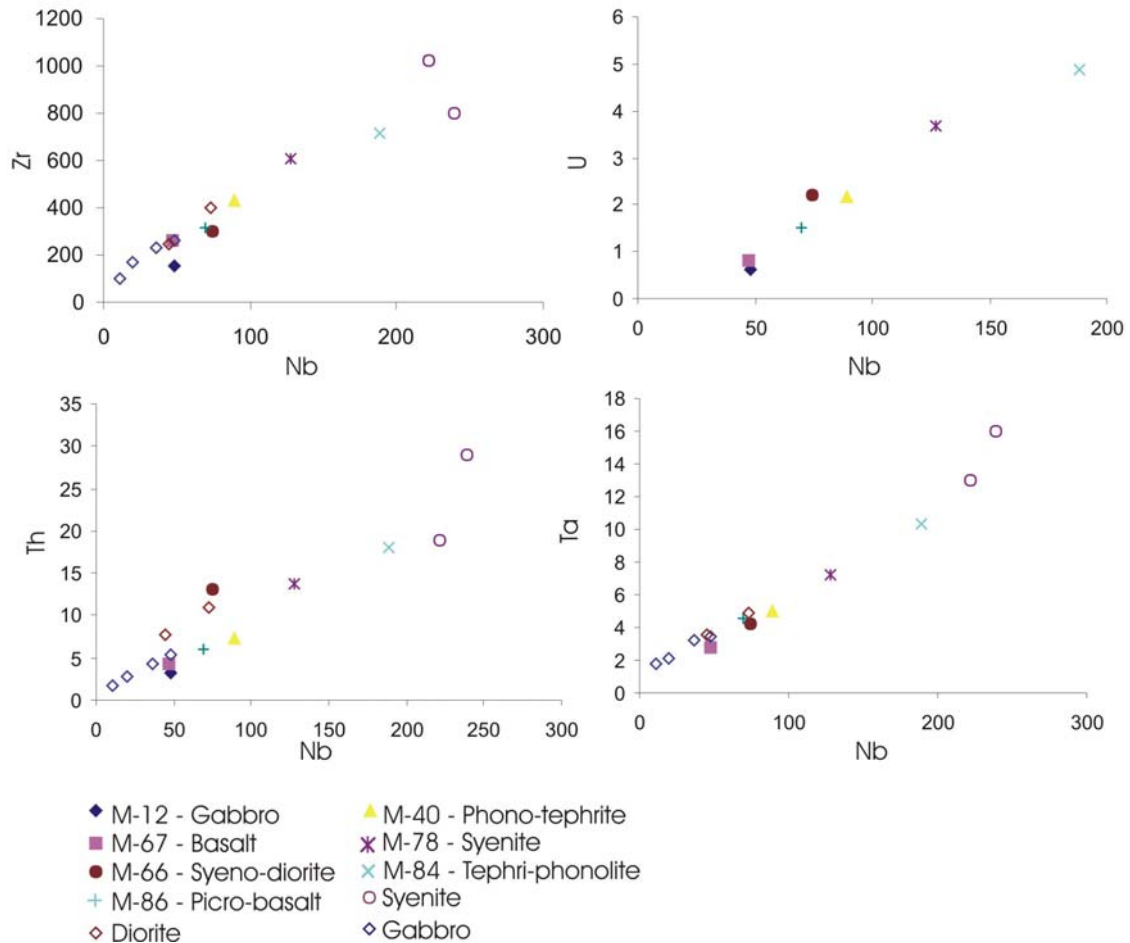 1200
1000
800
600
400
200
0
Zr
0 100 200 300
Nb
6
5
4
3
2
1
0
U
0 50 100 150 200
Nb
35
30
25
20
15
10
5
0
Th
0 50 100 150 200 250 300
Nb
18
16
14
12
10
8
6
4
2
0
Ta
0 100 200 300
Nb
M-12 - Gabbro
M-67 - Basalt
M-66 - Syeno-diorite
M-86 - Picro-basalt
Diorite
M-40 - Phono-tephrite
M-78 - Syenite
M-84 - Tephri-phonolite
Syenite
Gabbro